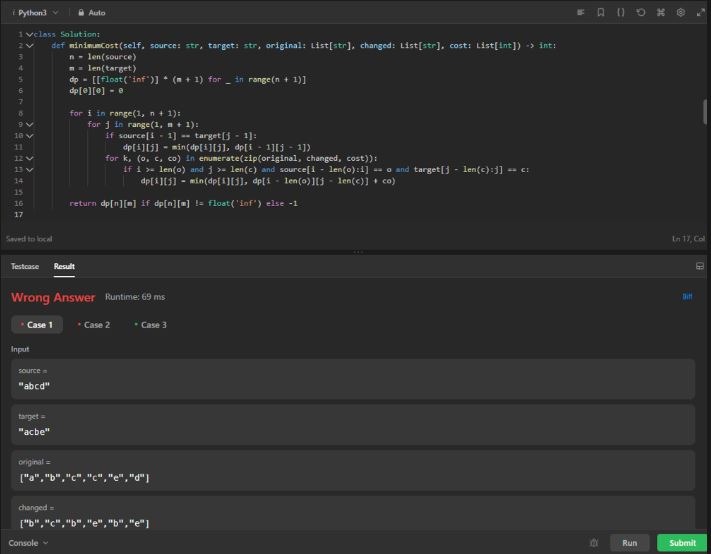 Python3 Auto
1 class Solution:
2 def minimumCost(self, source: str, target: str, original: List[str], changed: List[str], cost: List[int]) -> int:
3 n = len(source)
4 m = len(target)
5 dp = [[float('inf')] * (m + 1) for _ in range(n + 1)]
6 dp[0][0] = 0
7
8 for i in range(1, n + 1):
9 for j in range(1, m + 1):
10 if source[i - 1] == target[j - 1]:
11 dp[i][j] = min(dp[i][j], dp[i - 1][j - 1])
12 for k, (o, c, co) in enumerate(zip(original, changed, cost)):
13 if i >= len(o) and j >= len(c) and source[i - len(o):i] == o and target[j - len(c):j] == c:
14 dp[i][j] = min(dp[i][j], dp[i - len(o)][j - len(c)] + co)
15
16 return dp[n][m] if dp[n][m] != float('inf') else -1
17
Saved to local Ln 17, Col
Testcase Result
Wrong Answer Runtime: 69 ms Diff
Case 1 Case 2 Case 3
Input
source =
"abcd"
target =
"acbe"
original =
["a","b","c","c","e","d"]
changed =
["b","c","b","e","b","e"]
Console Run Submit